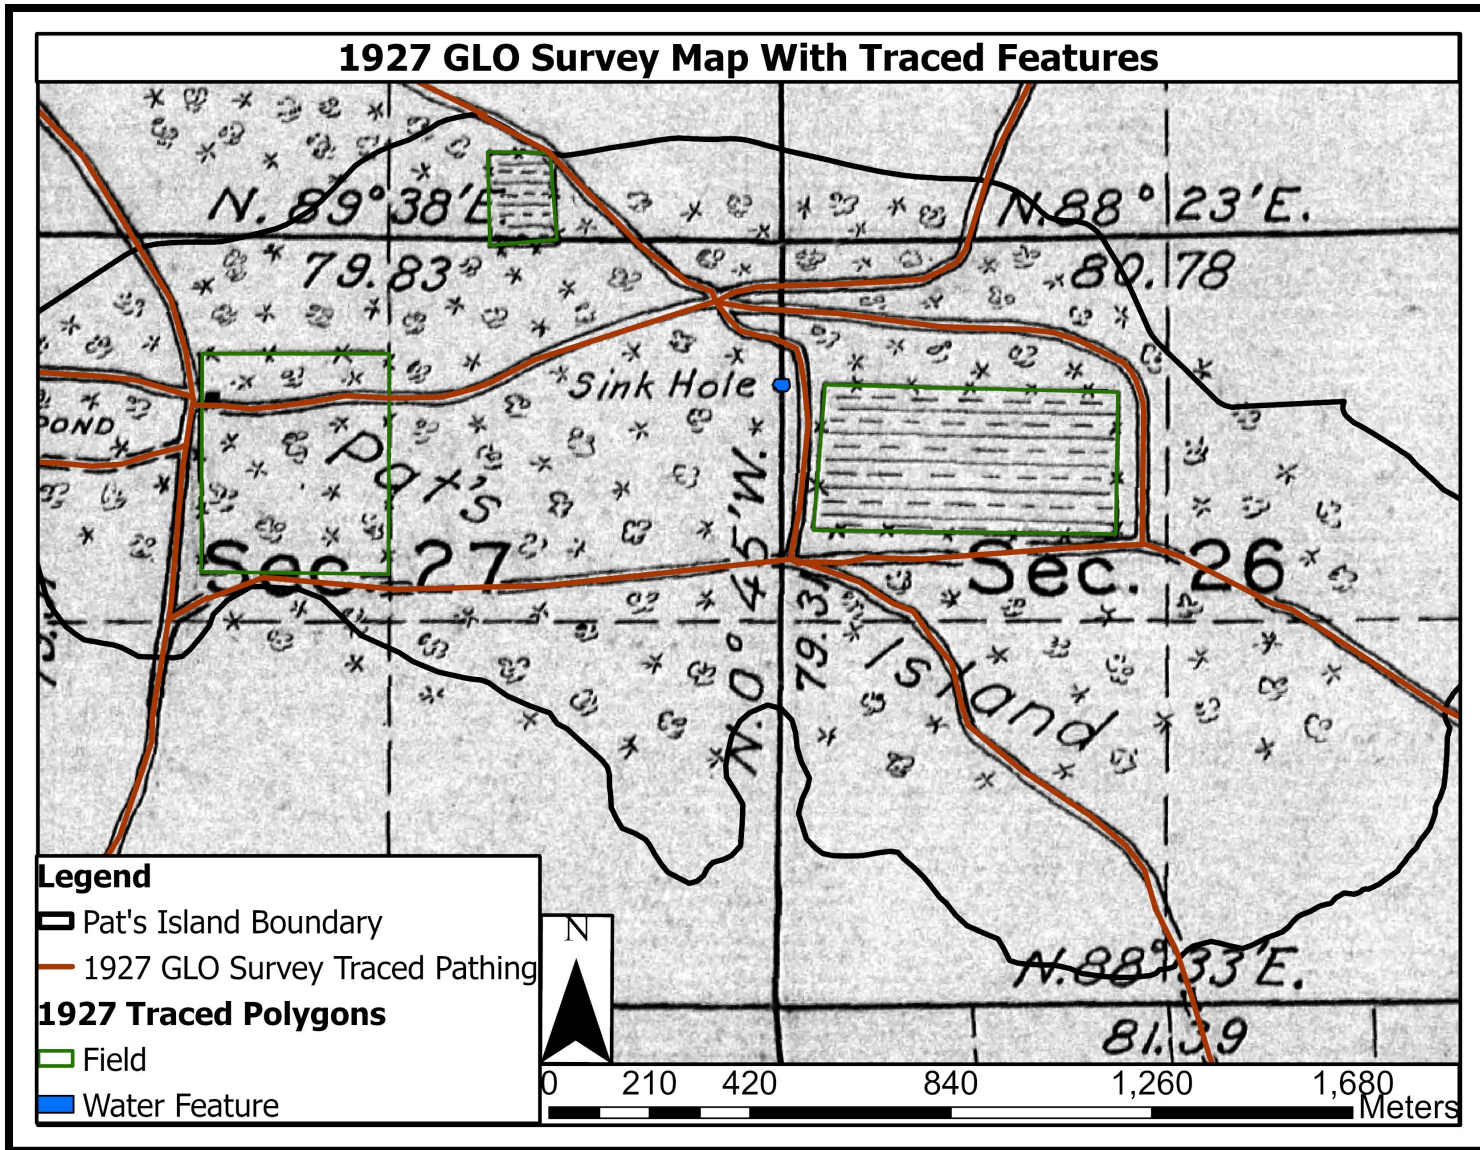 1927 GLO Survey Map With Traced Features
N. 89° 38'E
N. 88° 23'E.
79.83
80.78
Sink Hole
POND
Pat's
N. 0° 45'W.
79.31
Sec. 27
Sec. 26
Island
N. 88° 33'E.
81.39
Legend
Pat's Island Boundary
1927 GLO Survey Traced Pathing
1927 Traced Polygons
Field
Water Feature
N
0 210 420 840 1,260 1,680
Meters